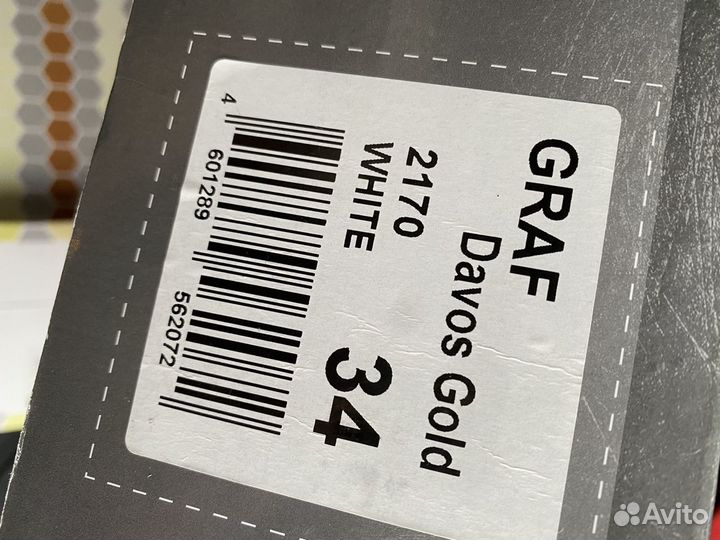 GRAF
Davos Gold
2170
WHITE
34
4 601289 562072
Avito